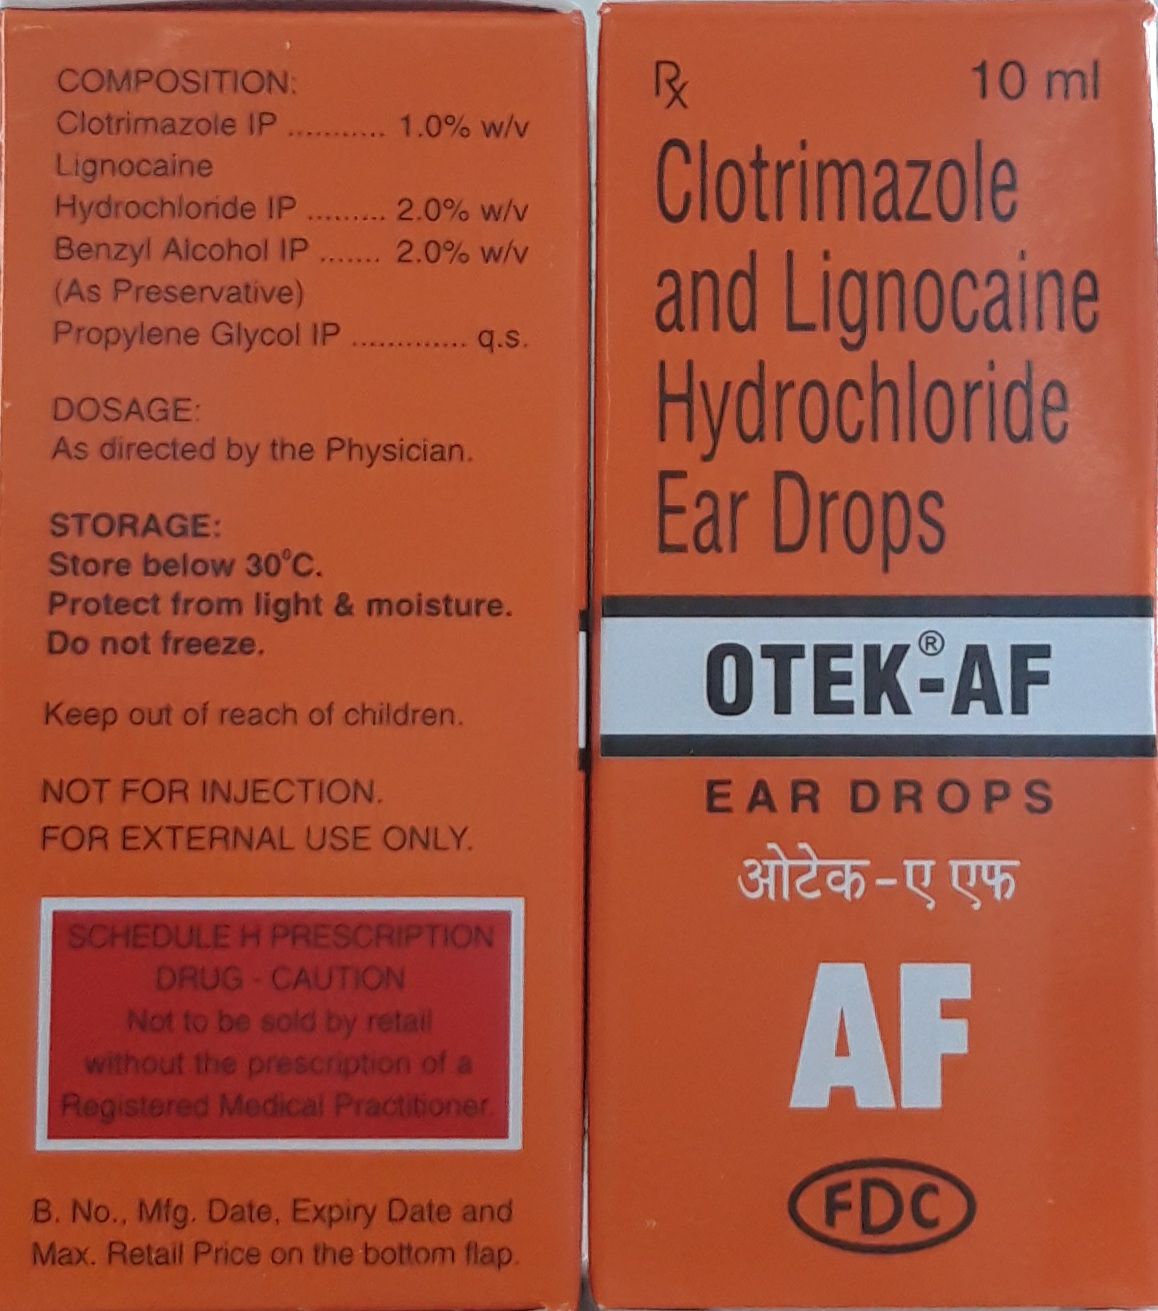 COMPOSITION:
Clotrimazole IP ........... 1.0% w/v
Lignocaine
Hydrochloride IP ......... 2.0% w/v
Benzyl Alcohol IP ....... 2.0% w/v
(As Preservative)
Propylene Glycol IP ............. q.s.
DOSAGE:
As directed by the Physician.
STORAGE:
Store below 30°C.
Protect from light & moisture.
Do not freeze.
Keep out of reach of children.
NOT FOR INJECTION.
FOR EXTERNAL USE ONLY.
SCHEDULE H PRESCRIPTION
DRUG - CAUTION
Not to be sold by retail
without the prescription of a
Registered Medical Practitioner.
B. No., Mfg. Date, Expiry Date and
Max. Retail Price on the bottom flap.
Rx 10 ml
Clotrimazole
and Lignocaine
Hydrochloride
Ear Drops
OTEK®-AF
EAR DROPS
ओटेक-ए एफ
AF
FDC